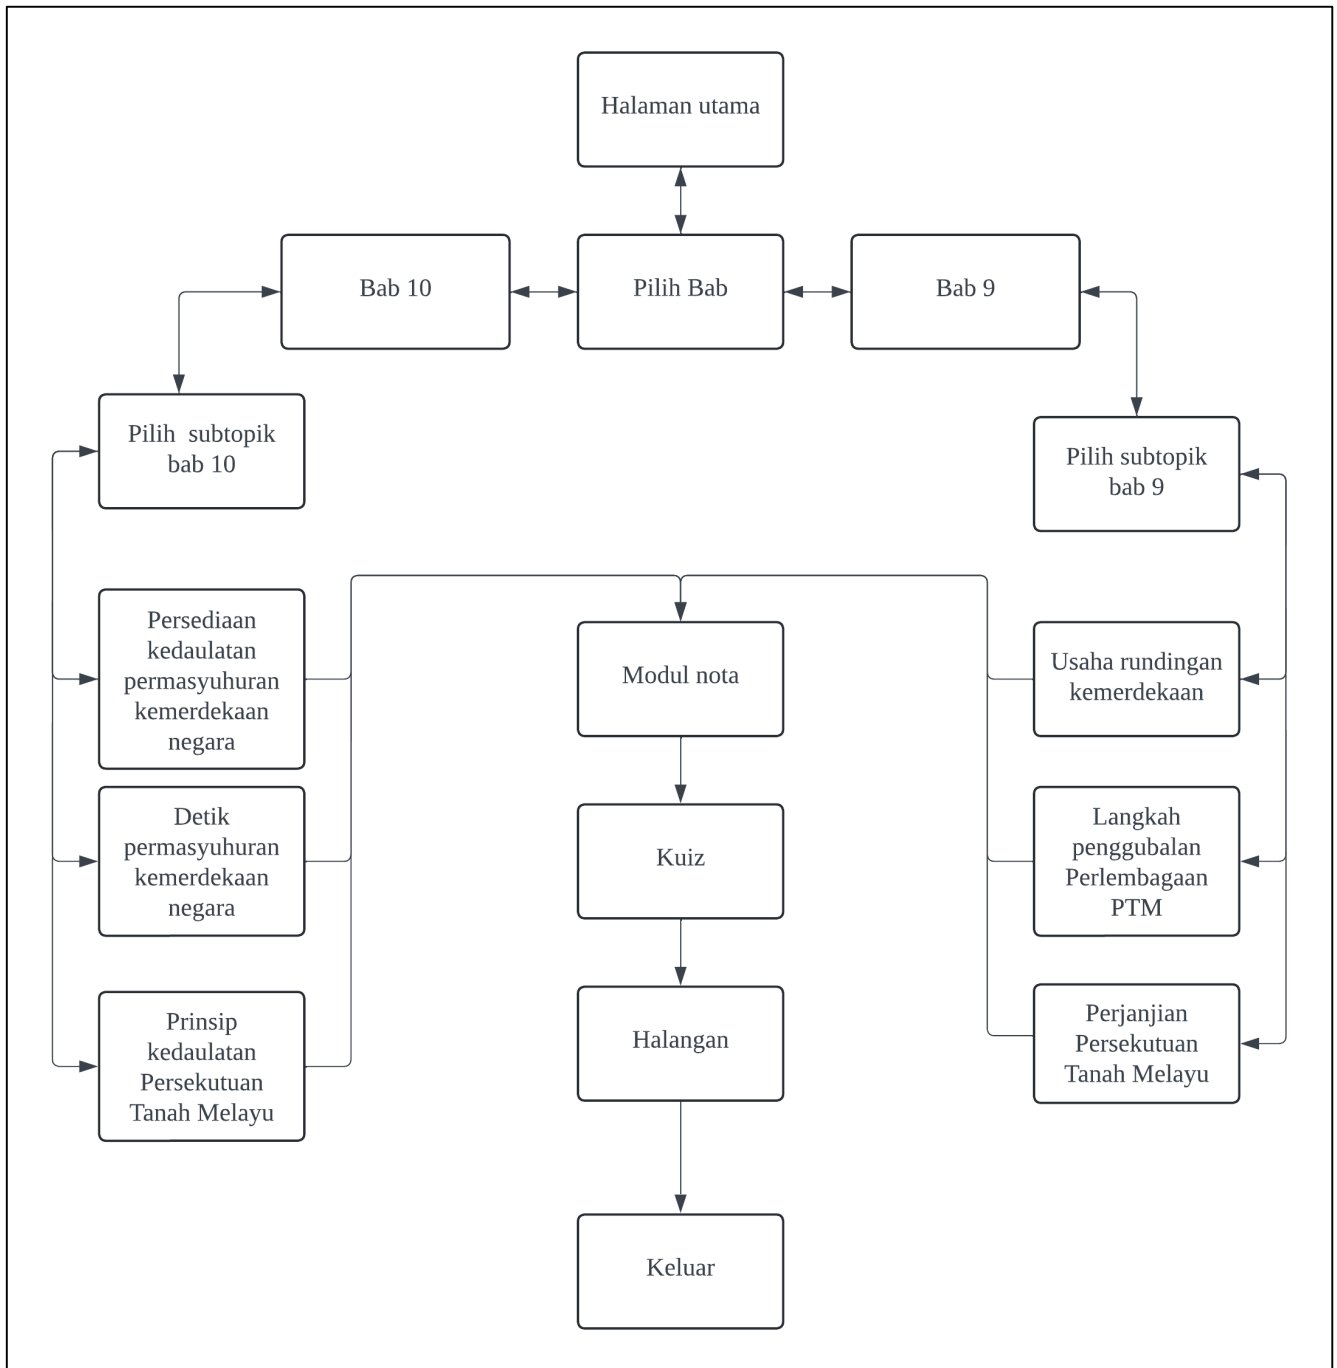 Halaman utama
Bab 10
Pilih Bab
Bab 9
Pilih subtopik
bab 10
Pilih subtopik
bab 9
Persediaan
kedaulatan
permasyuhuran
kemerdekaan
negara
Modul nota
Usaha rundingan
kemerdekaan
Detik
permasyuhuran
kemerdekaan
negara
Kuiz
Langkah
penggubalan
Perlembagaan
PTM
Prinsip
kedaulatan
Persekutuan
Tanah Melayu
Halangan
Perjanjian
Persekutuan
Tanah Melayu
Keluar